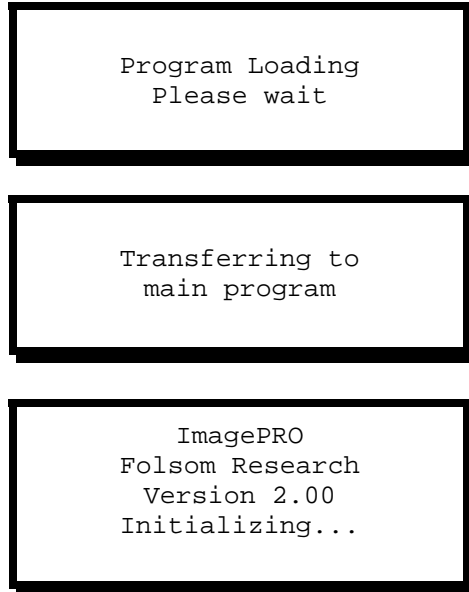 Program Loading
Please wait
Transferring to
main program
ImagePRO
Folsom Research
Version 2.00
Initializing...